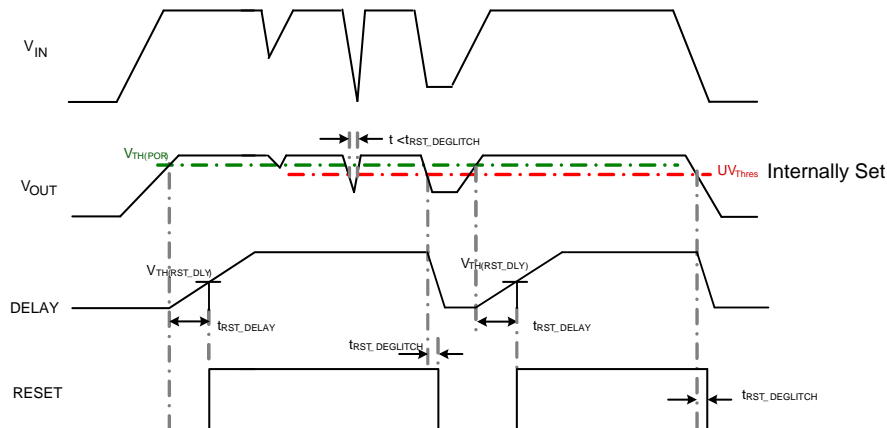 VIN
t <tRST_DEGLITCH
VTH(POR)
UVThres Internally Set
VOUT
VTH(RST_DLY) VTH(RST_DLY)
DELAY
tRST_DELAY tRST_DELAY
tRST_DEGLITCH
RESET
tRST_DEGLITCH